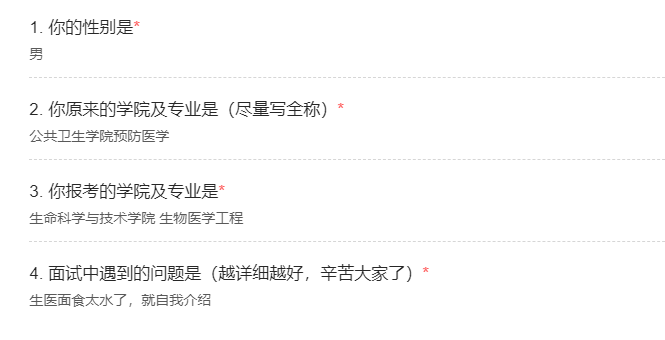 1. 你的性别是*
男
2. 你原来的学院及专业是（尽量写全称）*
公共卫生学院预防医学
3. 你报考的学院及专业是*
生命科学与技术学院 生物医学工程
4. 面试中遇到的问题是（越详细越好，辛苦大家了）*
生医面食太水了，就自我介绍